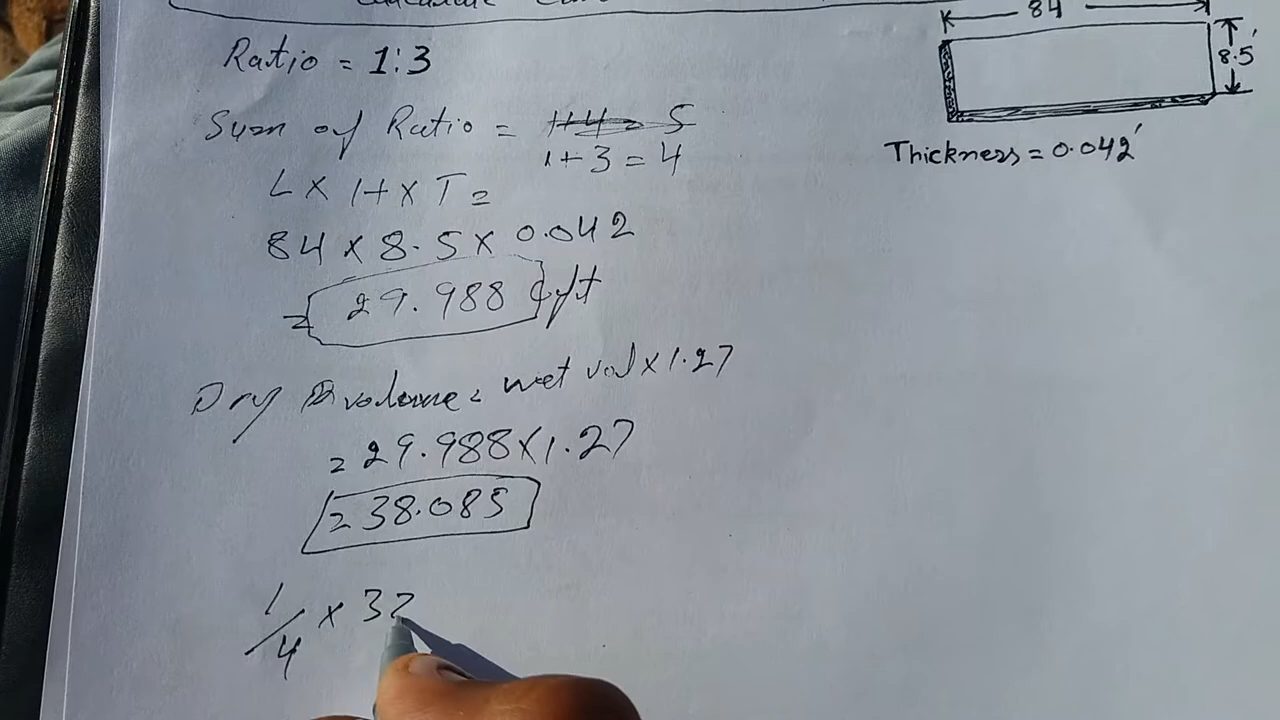 84
Ratio = 1:3
8.5'
Sum of Ratio = 1+4=5
1+3=4
Thickness = 0.042'
L X H X T =
84 X 8.5 X 0.042
= 29.988 cft
Dry volume = wet vol X 1.27
= 29.988 X 1.27
= 38.085
1/4 X 3